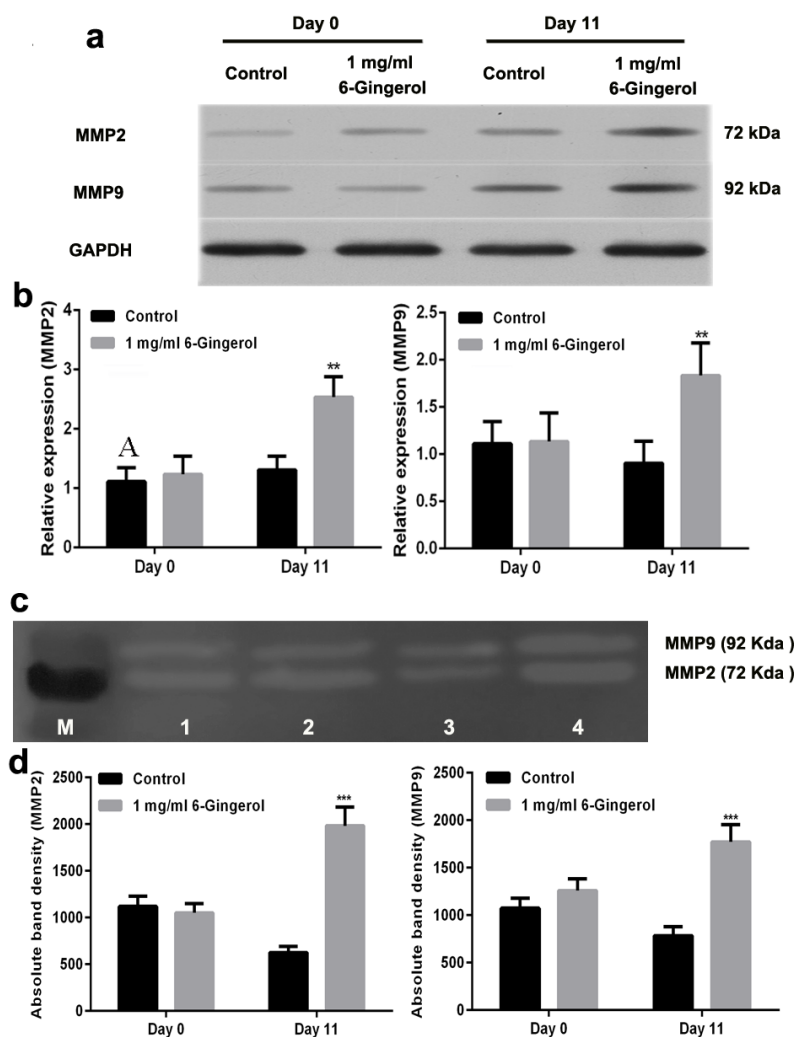 a
Day 0
Day 11
Control
1 mg/ml
6-Gingerol
Control
1 mg/ml
6-Gingerol
MMP2
72 kDa
MMP9
92 kDa
GAPDH
b
Relative expression (MMP2)
4
3
2
1
0
Control
1 mg/ml 6-Gingerol
A
**
Day 0
Day 11
Relative expression (MMP9)
2.5
2.0
1.5
1.0
0.5
0.0
Control
1 mg/ml 6-Gingerol
**
Day 0
Day 11
c
MMP9 (92 Kda )
MMP2 (72 Kda )
M
1
2
3
4
d
Absolute band density (MMP2)
2500
2000
1500
1000
500
0
Control
1 mg/ml 6-Gingerol
***
Day 0
Day 11
Absolute band density (MMP9)
2500
2000
1500
1000
500
0
Control
1 mg/ml 6-Gingerol
***
Day 0
Day 11